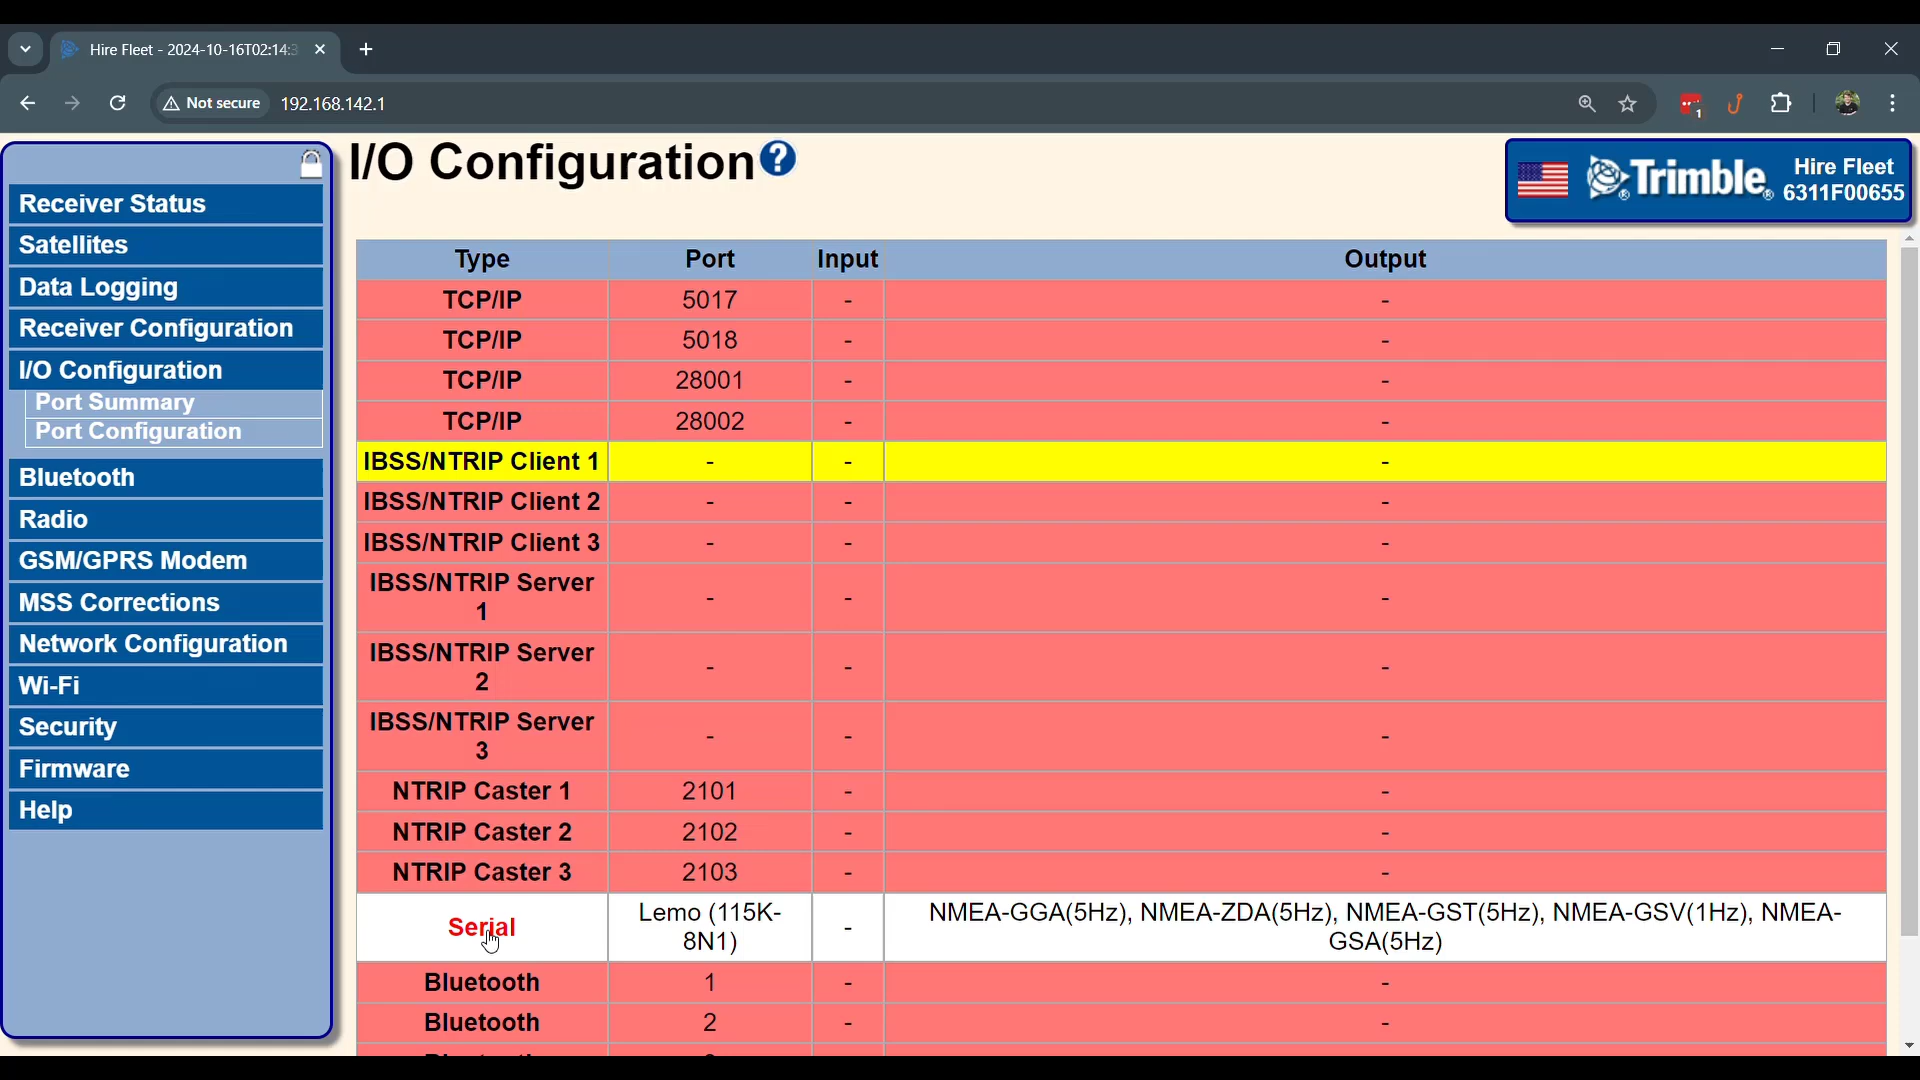 Hire Fleet - 2024-10-16T02:14:3
Not secure
192.168.142.1
1
I/O Configuration
?
Trimble
Hire Fleet
6311F00655
Receiver Status
Satellites
Data Logging
Receiver Configuration
I/O Configuration
Port Summary
Port Configuration
Bluetooth
Radio
GSM/GPRS Modem
MSS Corrections
Network Configuration
Wi-Fi
Security
Firmware
Help
Type Port Input Output
TCP/IP 5017 - -
TCP/IP 5018 - -
TCP/IP 28001 - -
TCP/IP 28002 - -
IBSS/NTRIP Client 1 - - -
IBSS/NTRIP Client 2 - - -
IBSS/NTRIP Client 3 - - -
IBSS/NTRIP Server
1 - - -
IBSS/NTRIP Server
2 - - -
IBSS/NTRIP Server
3 - - -
NTRIP Caster 1 2101 - -
NTRIP Caster 2 2102 - -
NTRIP Caster 3 2103 - -
Serial
Lemo (115K-
8N1)
-
NMEA-GGA(5Hz), NMEA-ZDA(5Hz), NMEA-GST(5Hz), NMEA-GSV(1Hz), NMEA-
GSA(5Hz)
Bluetooth 1 - -
Bluetooth 2 - -